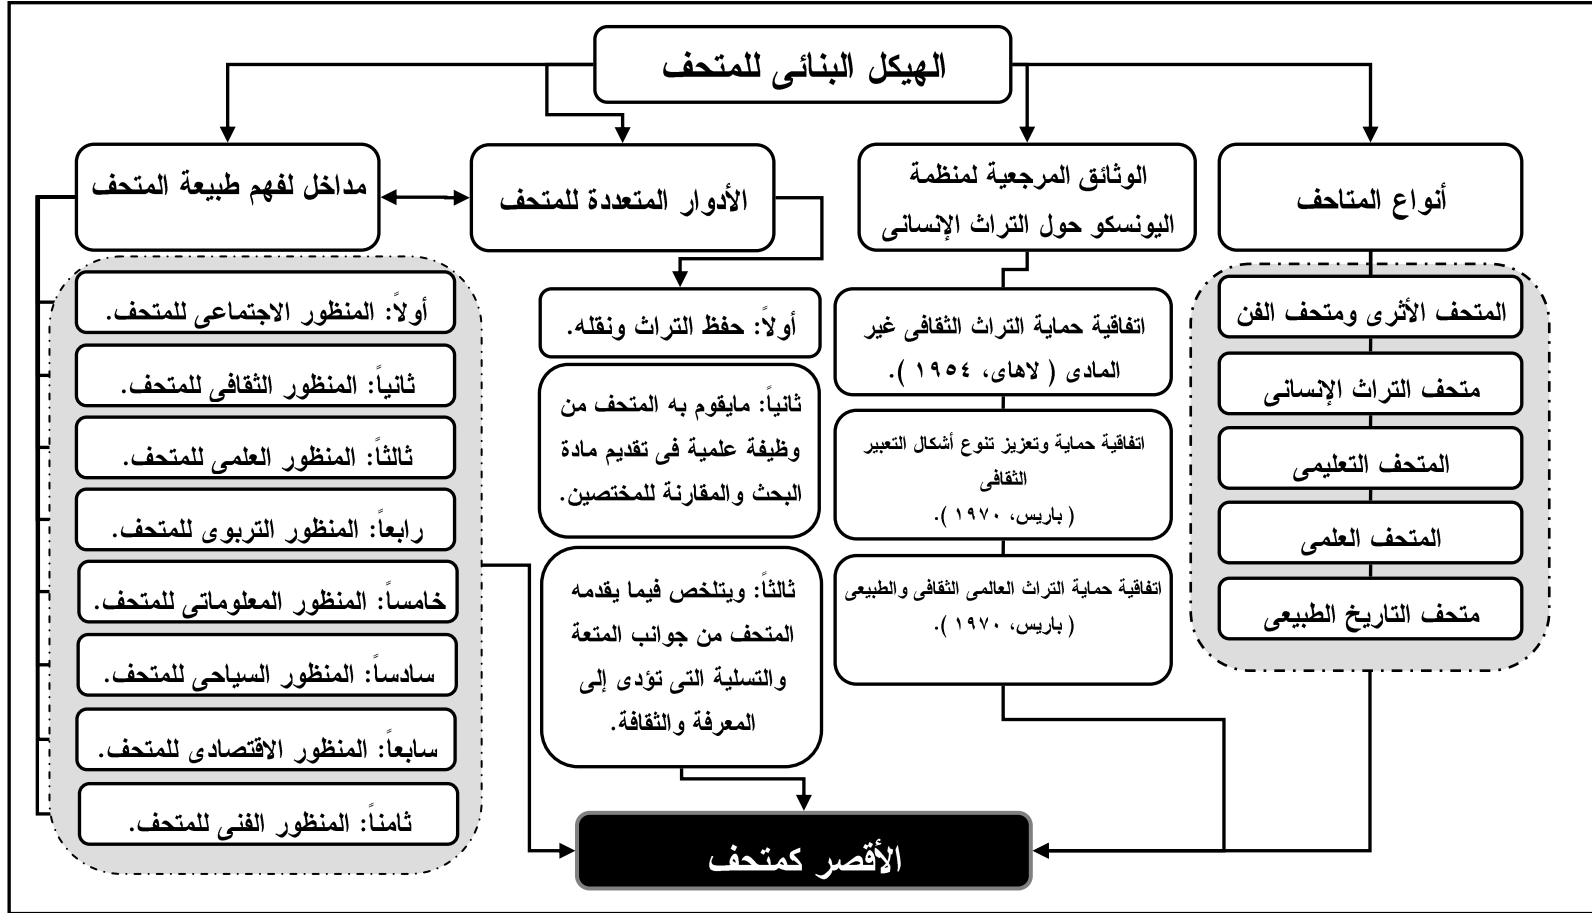 الهيكل البنائى للمتحف
أنواع المتاحف
المتحف الأثرى ومتحف الفن
متحف التراث الإنسانى
المتحف التعليمى
المتحف العلمى
متحف التاريخ الطبيعى
الوثائق المرجعية لمنظمة
اليونسكو حول التراث الإنسانى
اتفاقية حماية التراث الثقافى غير
المادى ( لاهاى، ١٩٥٤ ).
اتفاقية حماية وتعزيز تنوع أشكال التعبير
الثقافى
( باريس، ١٩٧٠ ).
اتفاقية حماية التراث العالمى الثقافى والطبيعى
( باريس، ١٩٧٠ ).
الأدوار المتعددة للمتحف
أولاً: حفظ التراث ونقله.
ثانياً: مايقوم به المتحف من
وظيفة علمية فى تقديم مادة
البحث والمقارنة للمختصين.
ثالثاً: ويتلخص فيما يقدمه
المتحف من جوانب المتعة
والتسلية التى تؤدى إلى
المعرفة والثقافة.
مداخل لفهم طبيعة المتحف
أولاً: المنظور الاجتماعى للمتحف.
ثانياً: المنظور الثقافي للمتحف.
ثالثاً: المنظور العلمى للمتحف.
رابعاً: المنظور التربوى للمتحف.
خامساً: المنظور المعلوماتى للمتحف.
سادساً: المنظور السياحى للمتحف.
سابعاً: المنظور الاقتصادى للمتحف.
ثامناً: المنظور الفنى للمتحف.
الأقصر كمتحف